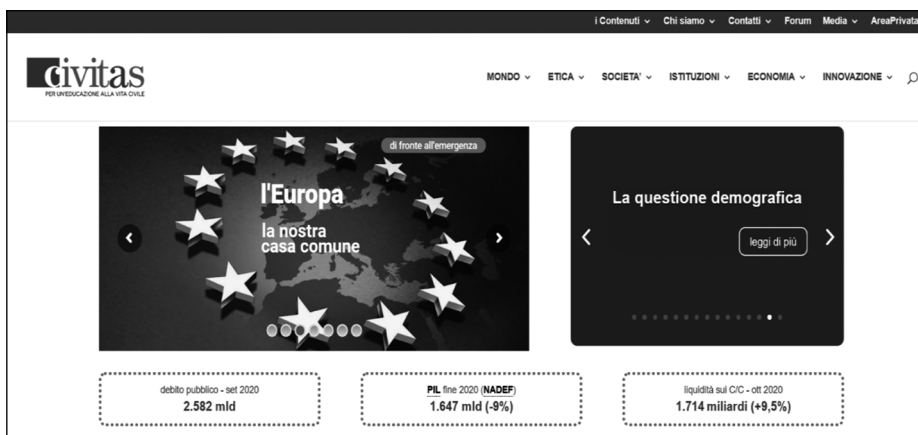 i Contenuti Chi siamo Contatti Forum Media AreaPrivata
civitas
PER UN'EDUCAZIONE ALLA VITA CIVILE
MONDO ETICA SOCIETA' ISTITUZIONI ECONOMIA INNOVAZIONE
di fronte all'emergenza
l'Europa
la nostra
casa comune
La questione demografica
leggi di più
debito pubblico - set 2020
2.582 mld
PIL fine 2020 (NADEF)
1.647 mld (-9%)
liquidità sui C/C - ott 2020
1.714 miliardi (+9,5%)